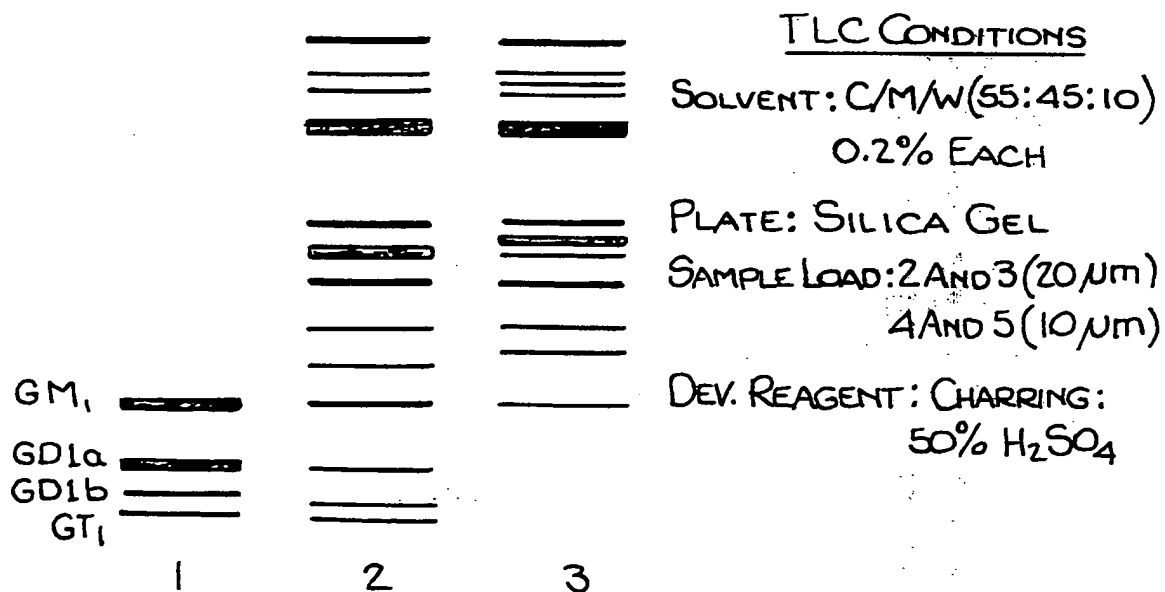 TLC CONDITIONS
SOLVENT: C/M/W(55:45:10)
0.2% EACH
PLATE: SILICA GEL
SAMPLE LOAD: 2 AND 3 (20 µm)
4 AND 5 (10 µm)
DEV. REAGENT: CHARRING:
50% H₂SO₄
GM₁
GD1a
GD1b
GT₁
1 2 3